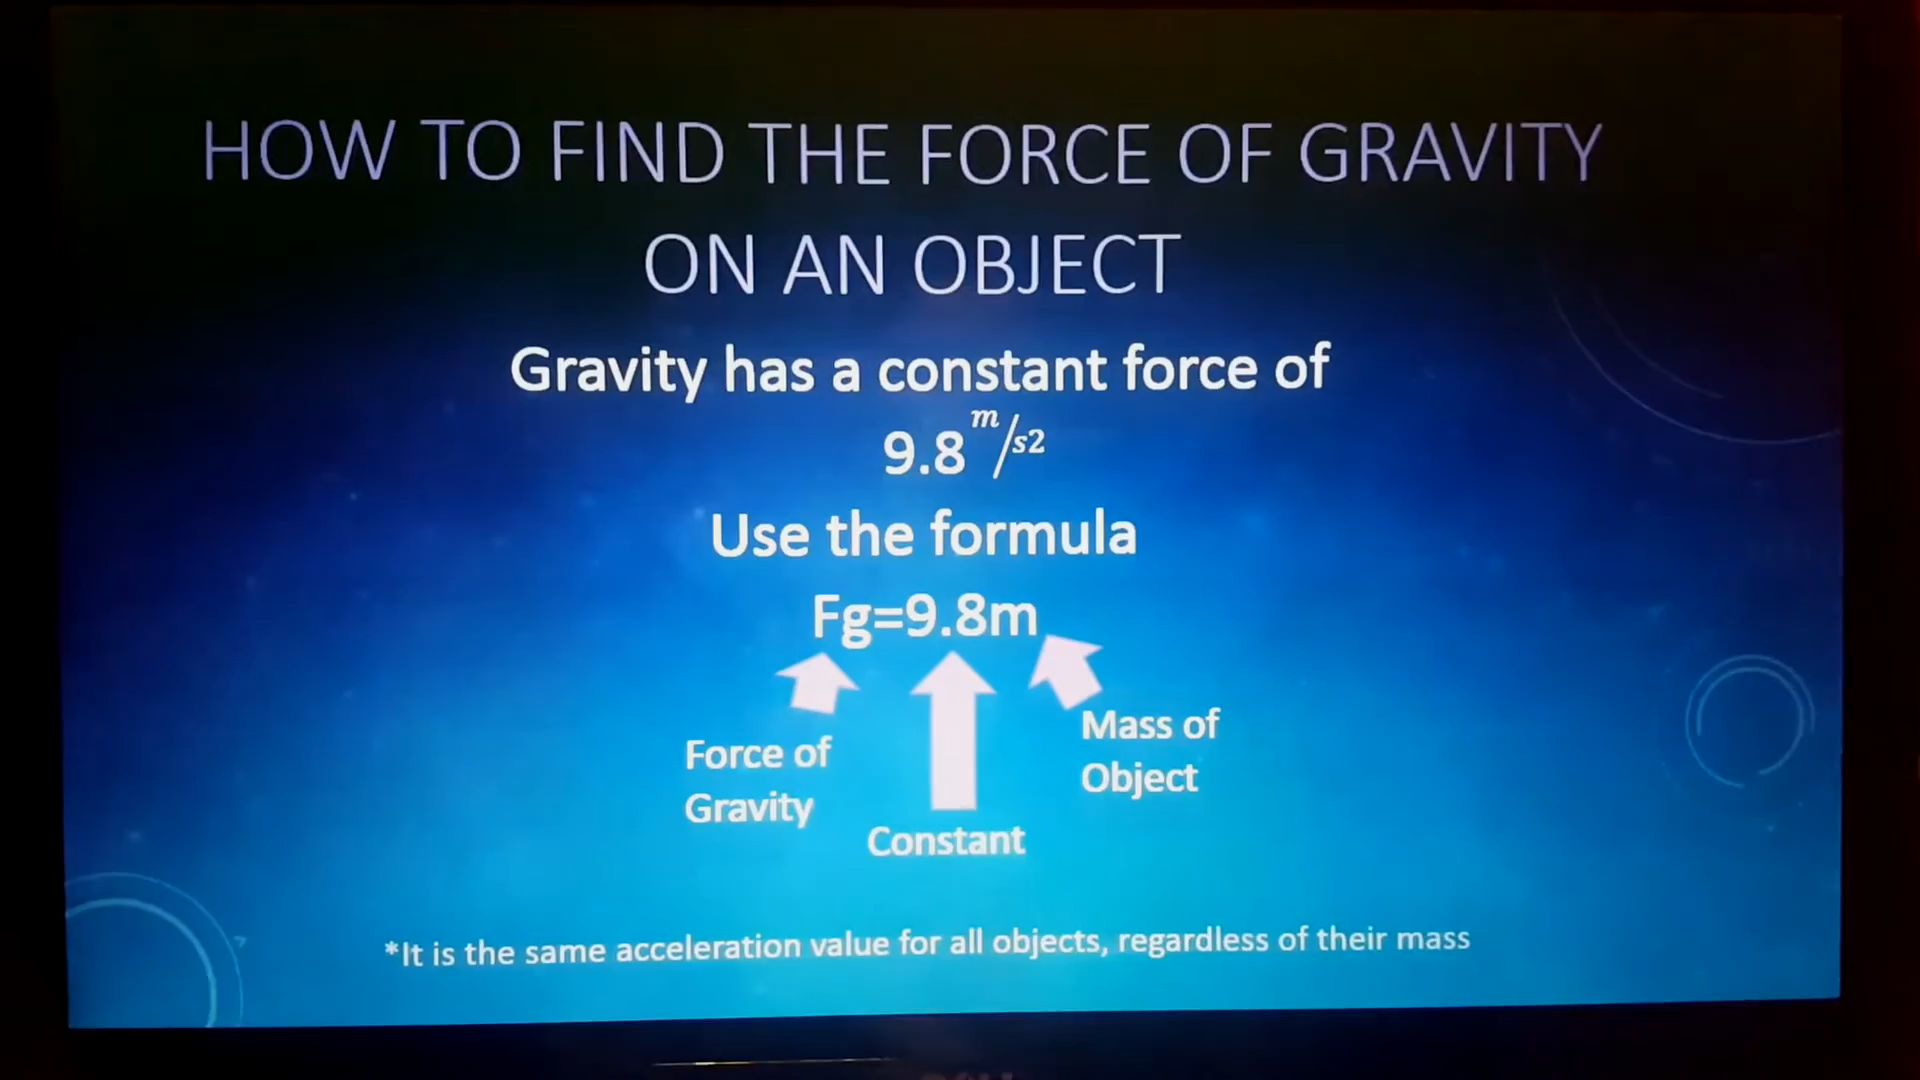 HOW TO FIND THE FORCE OF GRAVITY
ON AN OBJECT
Gravity has a constant force of
9.8 m/s2
Use the formula
Fg=9.8m
Force of
Gravity
Constant
Mass of
Object
*It is the same acceleration value for all objects, regardless of their mass